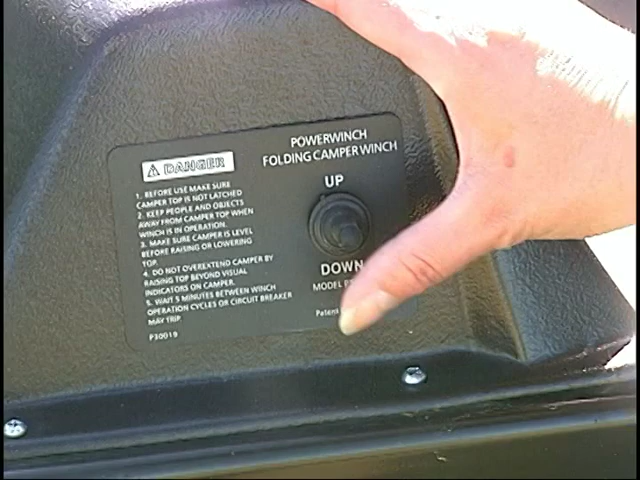 DANGER
1. BEFORE USE MAKE SURE
CAMPER TOP IS NOT LATCHED
2. KEEP PEOPLE AND OBJECTS
AWAY FROM CAMPER TOP WHEN
WINCH IS IN OPERATION.
3. MAKE SURE CAMPER IS LEVEL
BEFORE RAISING OR LOWERING
TOP.
4. DO NOT OVEREXTEND CAMPER BY
RAISING TOP BEYOND VISUAL
INDICATORS ON CAMPER.
5. WAIT 5 MINUTES BETWEEN WINCH
OPERATION CYCLES OR CIRCUIT BREAKER
MAY TRIP.
P30019
POWERWINCH
FOLDING CAMPER WINCH
UP
DOWN
MODEL
Patent